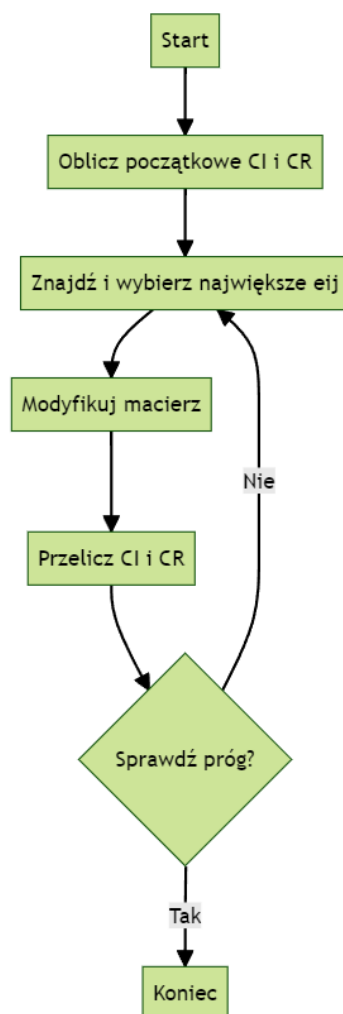 Start
Oblicz początkowe CI i CR
Znajdź i wybierz największe eij
Modyfikuj macierz
Nie
Przelicz CI i CR
Sprawdź próg?
Tak
Koniec